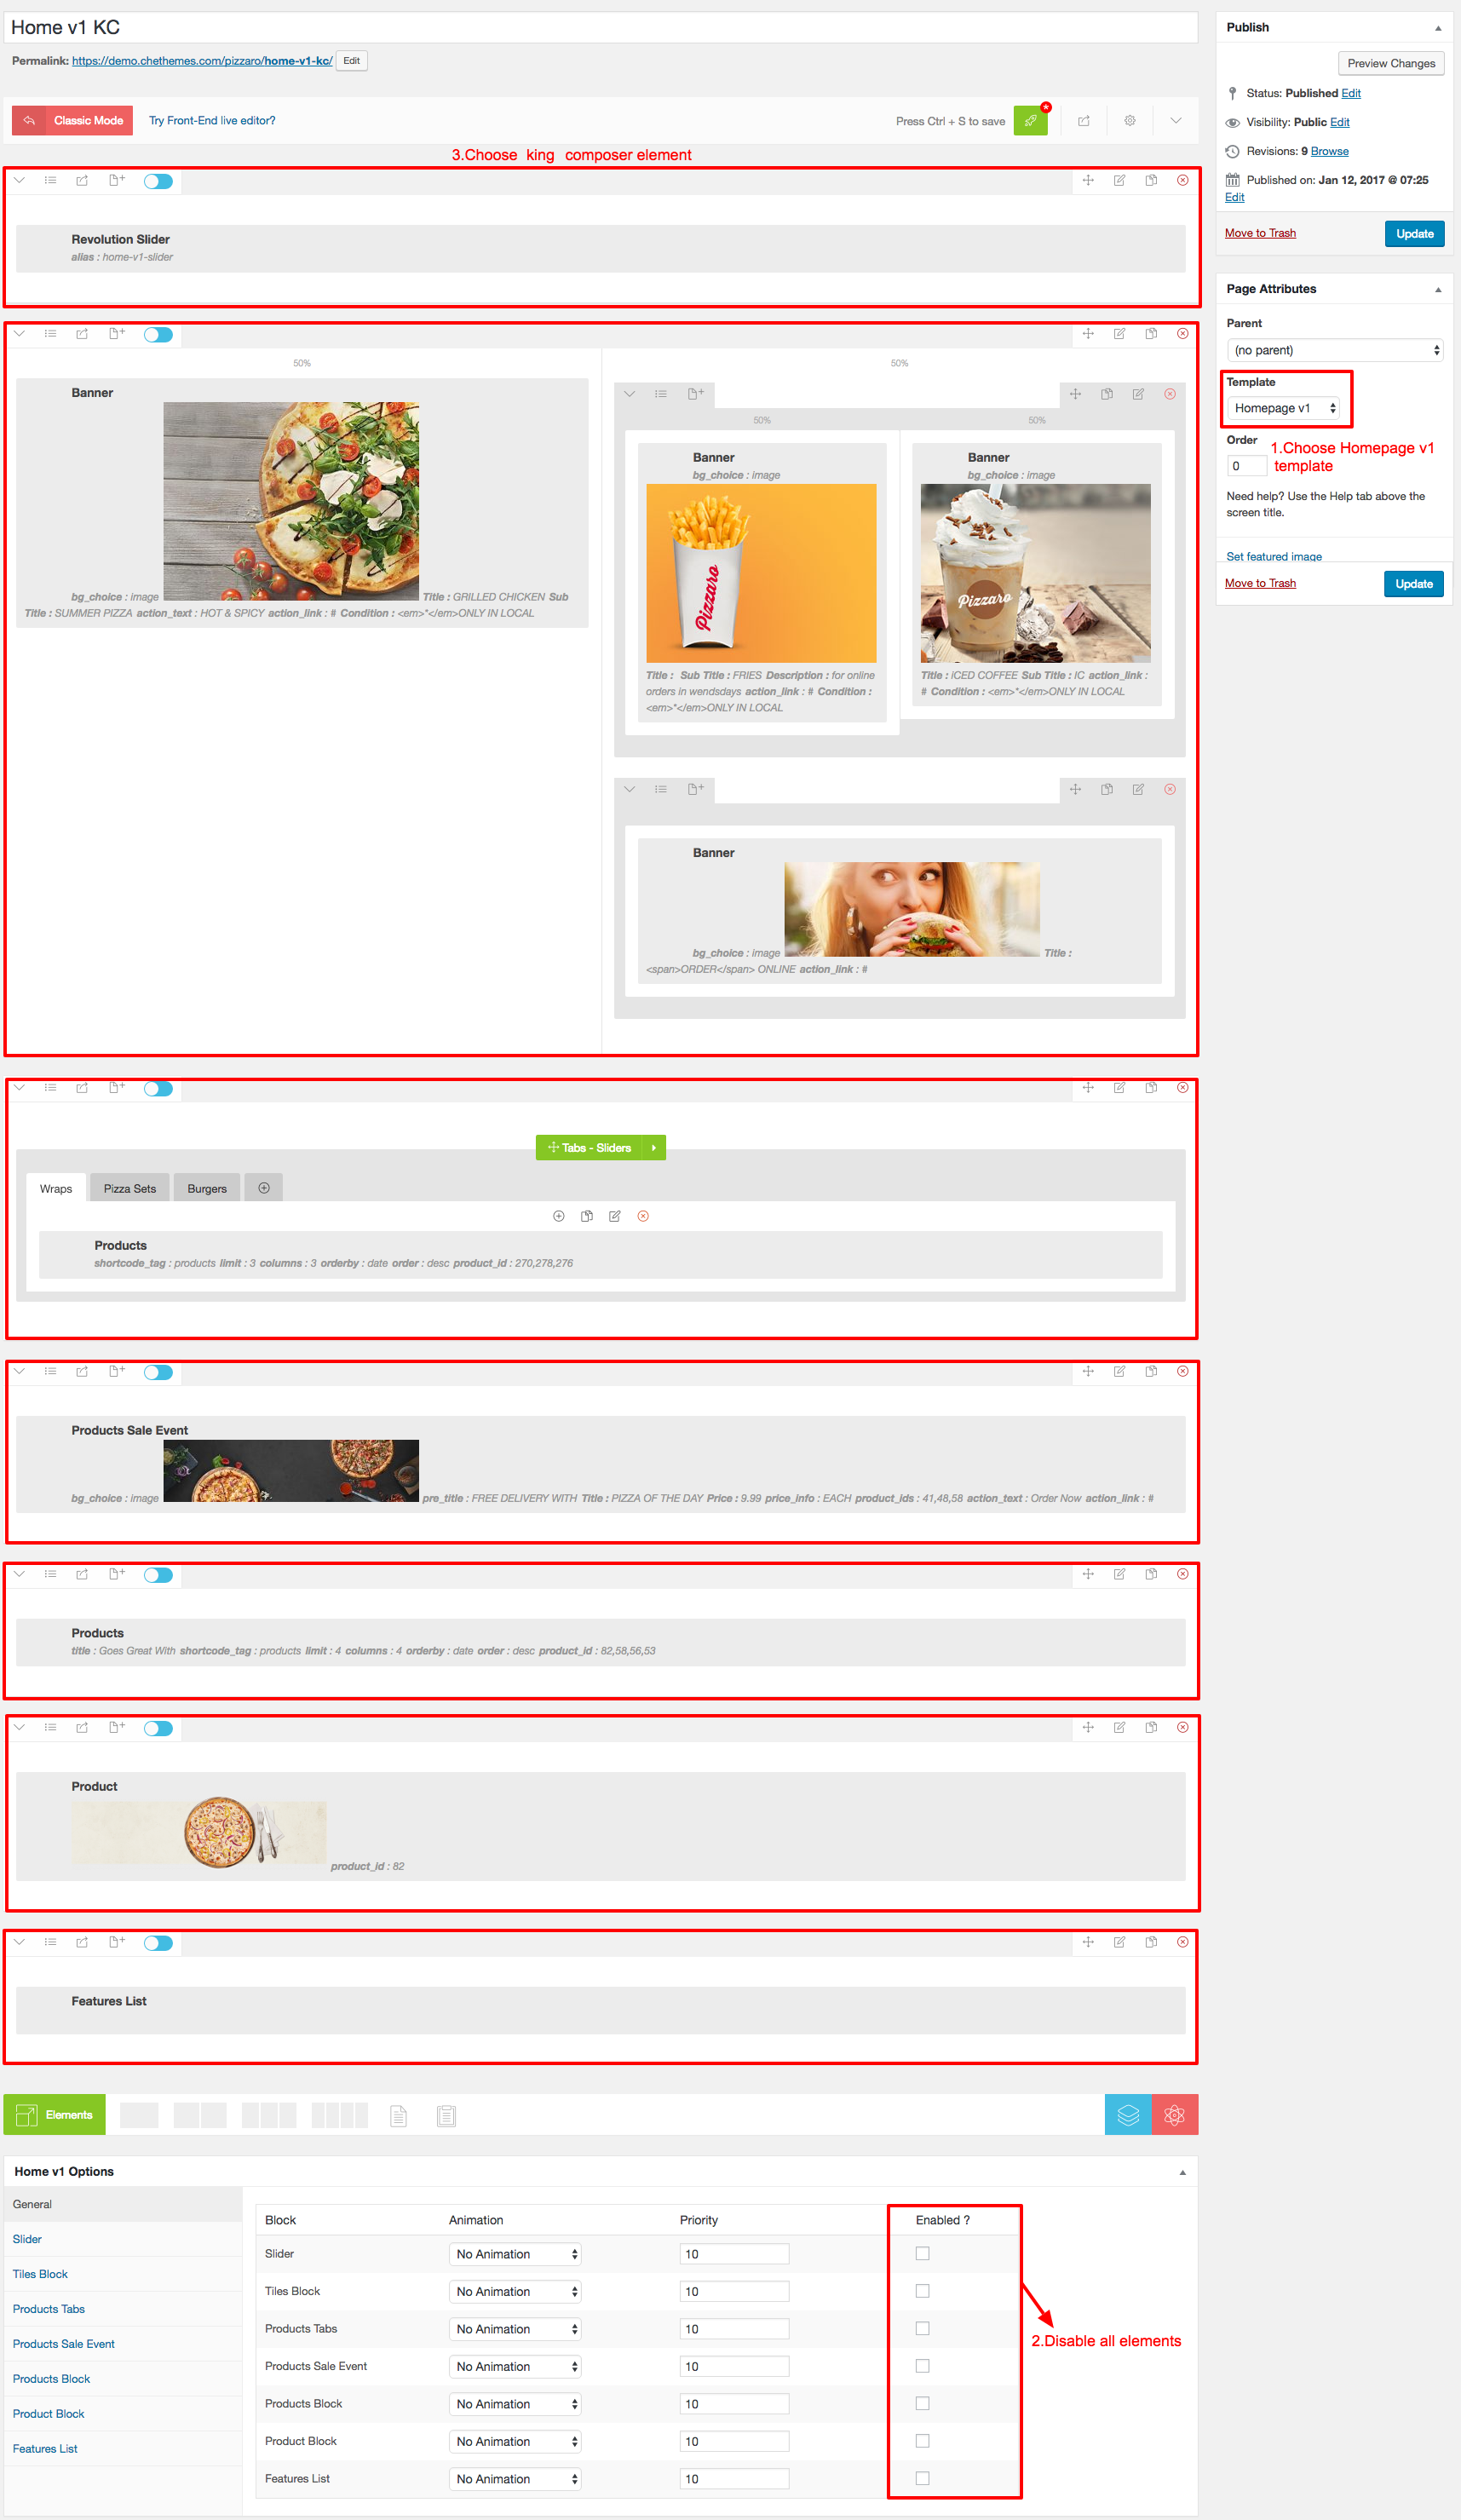 Home v1 KC
Permalink: https://demo.chethemes.com/pizzaro/home-v1-kc/ Edit
Classic Mode
Try Front-End live editor?
Press Ctrl + S to save
3.Choose king composer element
Revolution Slider
alias : home-v1-slider
50%
Banner
bg_choice : image Title : GRILLED CHICKEN Sub
Title : SUMMER PIZZA action_text : HOT & SPICY action_link : # Condition : <em>*</em>ONLY IN LOCAL
50%
50%
Banner
bg_choice : image
Pizzaro
Title : Sub Title : FRIES Description : for online
orders in wendsdays action_link : # Condition :
<em>*</em>ONLY IN LOCAL
50%
Banner
bg_choice : image
Pizzaro
Title : ICED COFFEE Sub Title : IC action_link :
# Condition : <em>*</em>ONLY IN LOCAL
Banner
bg_choice : image Title :
<span>ORDER</span> ONLINE action_link : #
Tabs - Sliders
Wraps
Pizza Sets
Burgers
Products
shortcode_tag : products limit : 3 columns : 3 orderby : date order : desc product_id : 270,278,276
Products Sale Event
bg_choice : image pre_title : FREE DELIVERY WITH Title : PIZZA OF THE DAY Price : 9.99 price_info : EACH product_ids : 41,48,58 action_text : Order Now action_link : #
Products
title : Goes Great With shortcode_tag : products limit : 4 columns : 4 orderby : date order : desc product_id : 82,58,56,53
Product
product_id : 82
Features List
Elements
Home v1 Options
General
Slider
Tiles Block
Products Tabs
Products Sale Event
Products Block
Product Block
Features List
Block Animation Priority Enabled ?
Slider No Animation 10
Tiles Block No Animation 10
Products Tabs No Animation 10
Products Sale Event No Animation 10
Products Block No Animation 10
Product Block No Animation 10
Features List No Animation 10
2.Disable all elements
Publish
Preview Changes
Status: Published Edit
Visibility: Public Edit
Revisions: 9 Browse
Published on: Jan 12, 2017 @ 07:25
Edit
Move to Trash
Update
Page Attributes
Parent
(no parent)
Template
Homepage v1
Order
0
1.Choose Homepage v1
template
Need help? Use the Help tab above the
screen title.
Set featured image
Move to Trash
Update